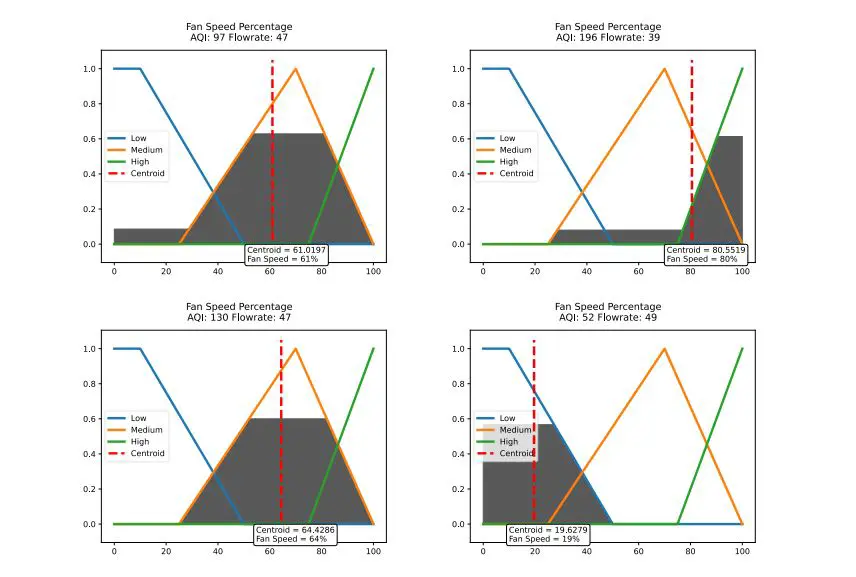 Fan Speed Percentage
AQI: 97 Flowrate: 47
1.0
0.8
0.6
0.4
0.2
0.0
Low
Medium
High
Centroid
Centroid = 61.0197
Fan Speed = 61%
0 20 40 60 80 100
Fan Speed Percentage
AQI: 196 Flowrate: 39
1.0
0.8
0.6
0.4
0.2
0.0
Low
Medium
High
Centroid
Centroid = 80.5519
Fan Speed = 80%
0 20 40 60 80 100
Fan Speed Percentage
AQI: 130 Flowrate: 47
1.0
0.8
0.6
0.4
0.2
0.0
Low
Medium
High
Centroid
Centroid = 64.4286
Fan Speed = 64%
0 20 40 60 80 100
Fan Speed Percentage
AQI: 52 Flowrate: 49
1.0
0.8
0.6
0.4
0.2
0.0
Low
Medium
High
Centroid
Centroid = 19.6279
Fan Speed = 19%
0 20 40 60 80 100